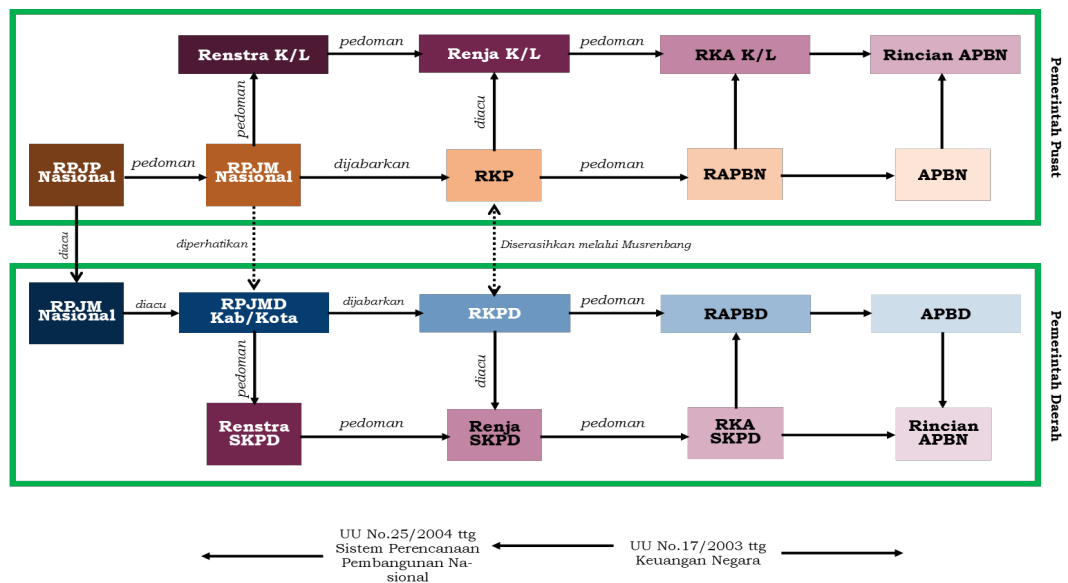 pedoman
pedoman
Renstra K/L
Renja K/L
RKA K/L
Rincian APBN
Pemerintah Pusat
pedoman
diacu
RPJP
Nasional
pedoman
RPJM
Nasional
dijabarkan
RKP
pedoman
RAPBN
APBN
diacu
diperhatikan
Diserasihkan melalui Musrenbang
RPJM
Nasional
diacu
RPJMD
Kab/Kota
dijabarkan
RKPD
pedoman
RAPBD
APBD
Pemerintah Daerah
pedoman
diacu
Renstra
SKPD
pedoman
Renja
SKPD
pedoman
RKA
SKPD
Rincian
APBN
UU No.25/2004 ttg
Sistem Perencanaan
Pembangunan Na-
sional
UU No.17/2003 ttg
Keuangan Negara